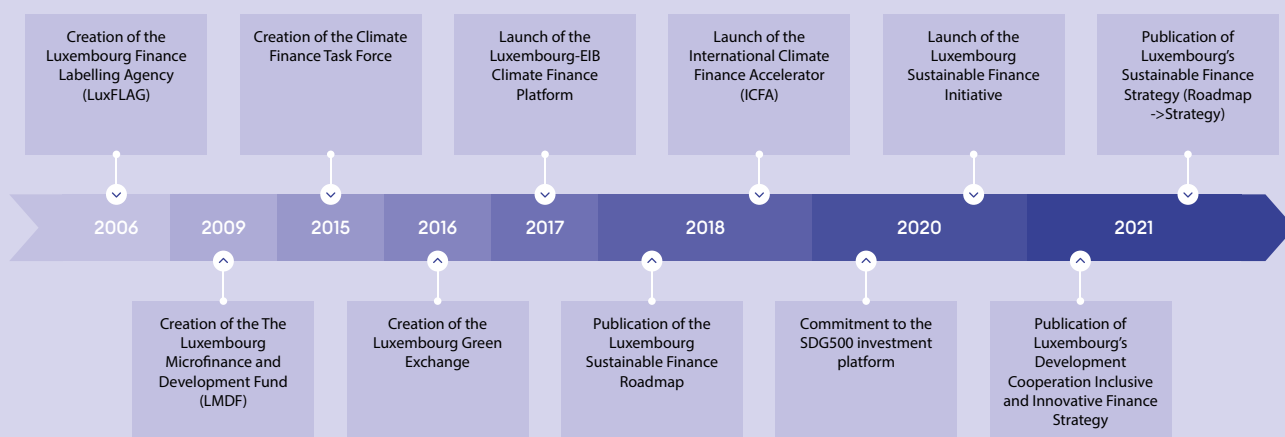 Creation of the
Luxembourg Finance
Labelling Agency
(LuxFLAG)
Creation of the Climate
Finance Task Force
Launch of the
Luxembourg-EIB
Climate Finance
Platform
Launch of the
International Climate
Finance Accelerator
(ICFA)
Launch of the
Luxembourg
Sustainable Finance
Initiative
Publication of
Luxembourg's
Sustainable Finance
Strategy (Roadmap
->Strategy)
2006
2009
2015
2016
2017
2018
2020
2021
Creation of the The
Luxembourg
Microfinance and
Development Fund
(LMDF)
Creation of the
Luxembourg Green
Exchange
Publication of the
Luxembourg
Sustainable Finance
Roadmap
Commitment to the
SDG500 investment
platform
Publication of
Luxembourg's
Development
Cooperation Inclusive
and Innovative Finance
Strategy